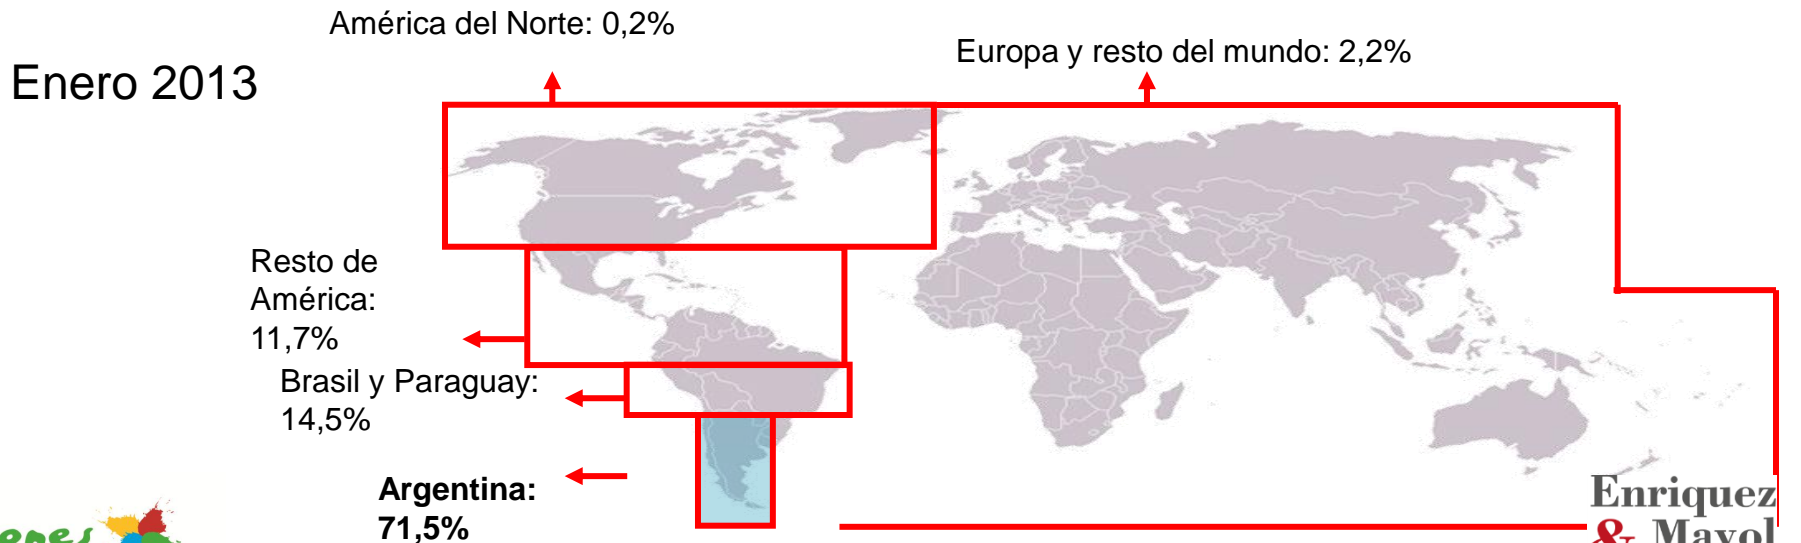 América del Norte: 0,2%
Europa y resto del mundo: 2,2%
Enero 2013
Resto de
América:
11,7%
Brasil y Paraguay:
14,5%
Argentina:
71,5%
Enriquez
& Mayol